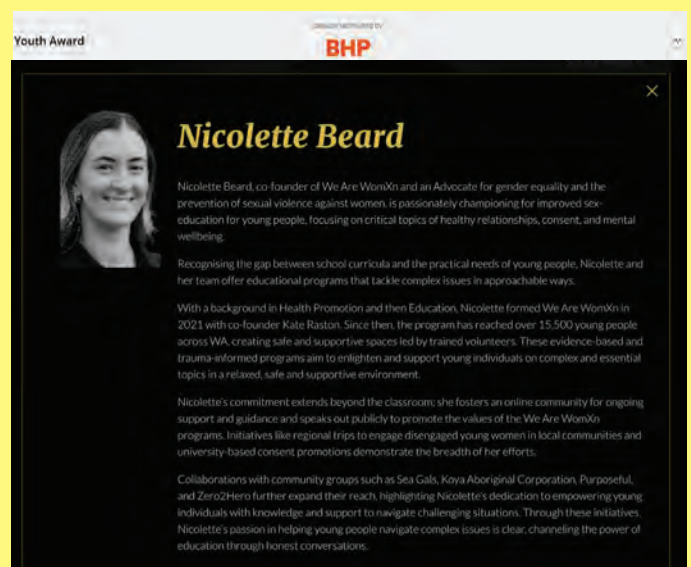 Youth Award
CATEGORY SPONSORED BY
BHP
Nicolette Beard
Nicolette Beard, co-founder of We Are WomXn and an Advocate for gender equality and the
prevention of sexual violence against women, is passionately championing for improved sex-
education for young people, focusing on critical topics of healthy relationships, consent, and mental
wellbeing.
Recognising the gap between school curricula and the practical needs of young people, Nicolette and
her team offer educational programs that tackle complex issues in approachable ways.
With a background in Health Promotion and then Education, Nicolette formed We Are WomXn in
2021 with co-founder Kate Raston. Since then, the program has reached over 15,500 young people
across WA, creating safe and supportive spaces led by trained volunteers. These evidence-based and
trauma-informed programs aim to enlighten and support young individuals on complex and essential
topics in a relaxed, safe and supportive environment.
Nicolette's commitment extends beyond the classroom; she fosters an online community for ongoing
support and guidance and speaks out publicly to promote the values of the We Are WomXn
programs. Initiatives like regional trips to engage disengaged young women in local communities and
university-based consent promotions demonstrate the breadth of her efforts.
Collaborations with community groups such as Sea Gals, Koya Aboriginal Corporation, Purposeful,
and Zero2Hero further expand their reach, highlighting Nicolette's dedication to empowering young
individuals with knowledge and support to navigate challenging situations. Through these initiatives,
Nicolette's passion in helping young people navigate complex issues is clear, channeling the power of
education through honest conversations.